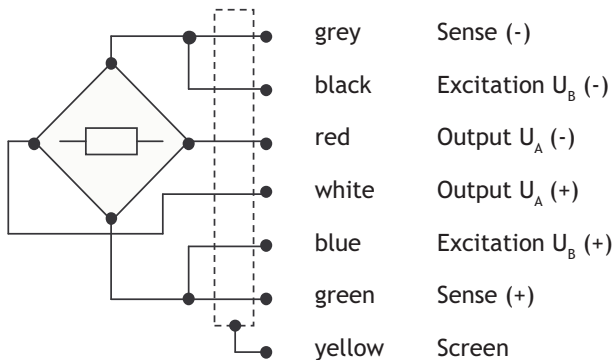 grey Sense (-)
black Excitation U_B (-)
red Output U_A (-)
white Output U_A (+)
blue Excitation U_B (+)
green Sense (+)
yellow Screen